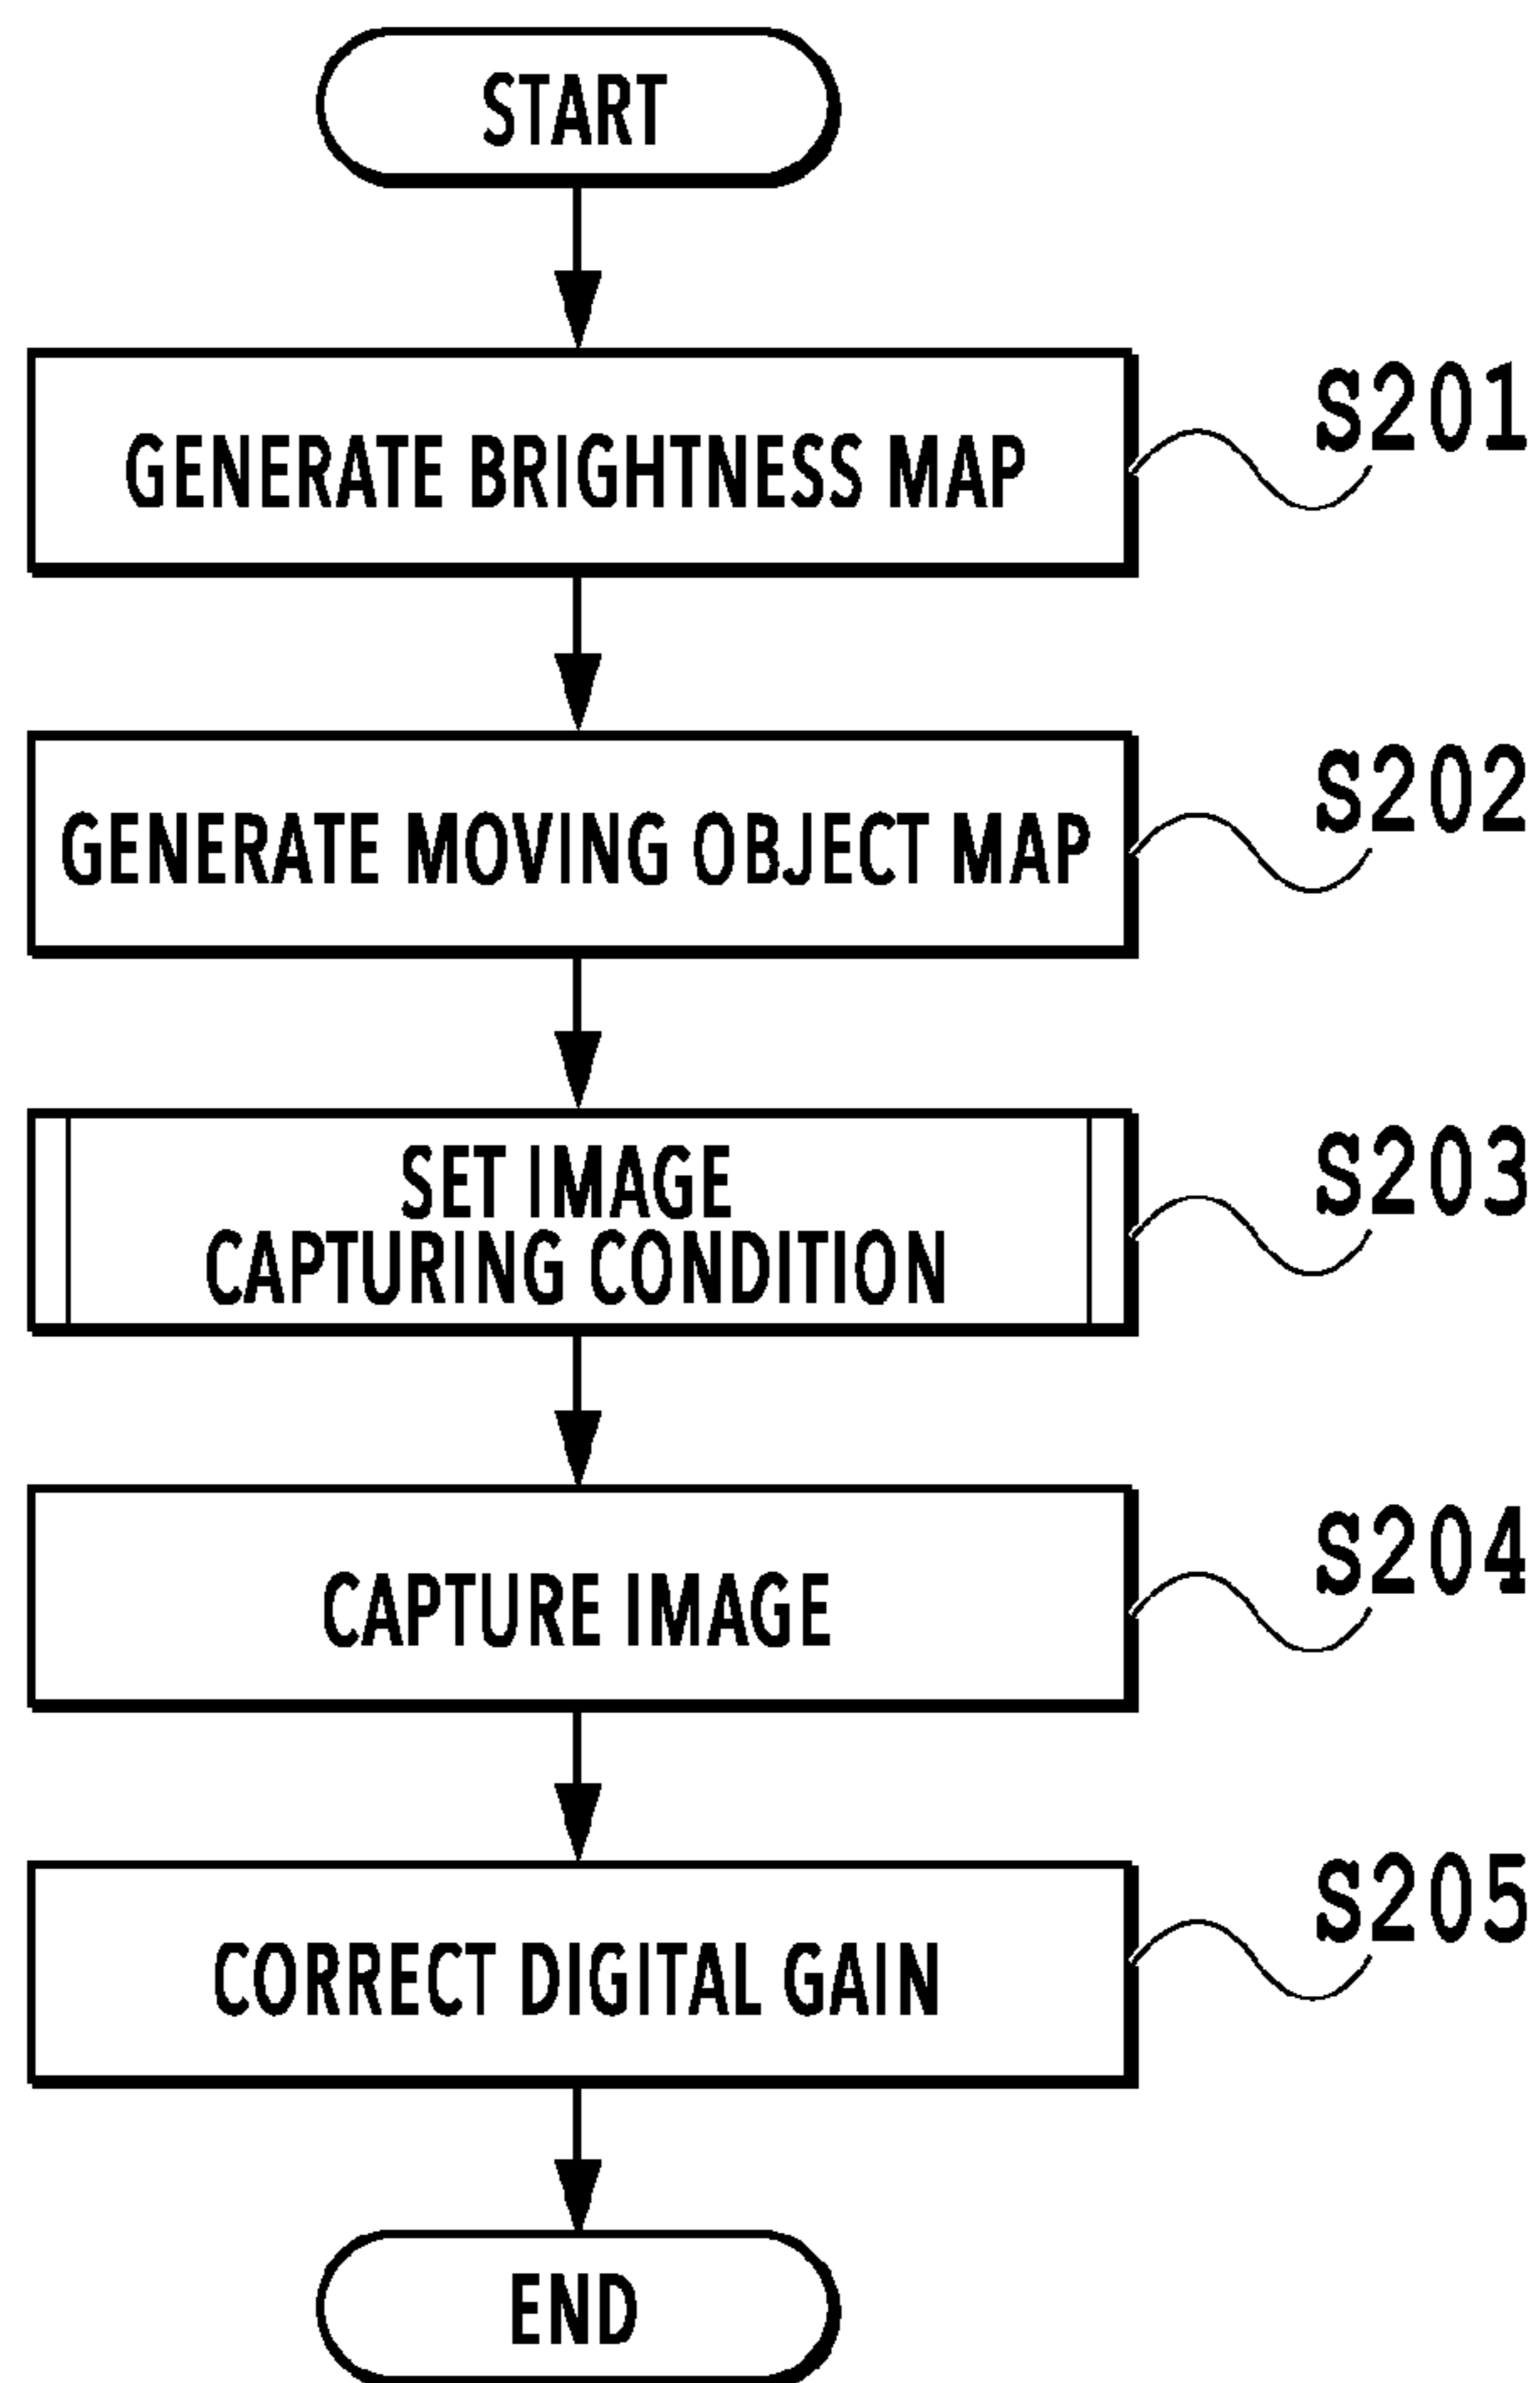 START
GENERATE BRIGHTNESS MAP
S201
GENERATE MOVING OBJECT MAP
S202
SET IMAGE
CAPTURING CONDITION
S203
CAPTURE IMAGE
S204
CORRECT DIGITAL GAIN
S205
END